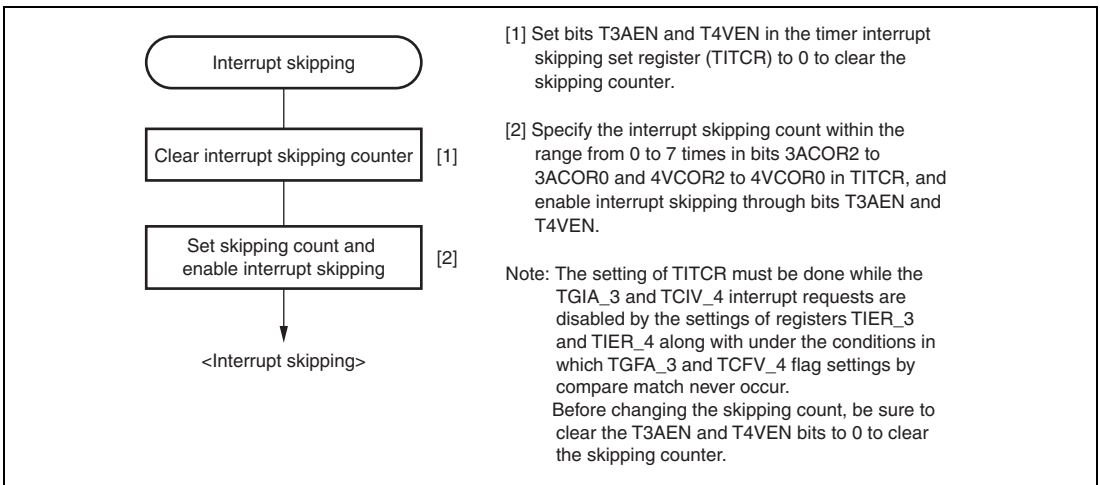 Interrupt skipping
Clear interrupt skipping counter
[1]
Set skipping count and
enable interrupt skipping
[2]
<Interrupt skipping>
[1] Set bits T3AEN and T4VEN in the timer interrupt
skipping set register (TITCR) to 0 to clear the
skipping counter.
[2] Specify the interrupt skipping count within the
range from 0 to 7 times in bits 3ACOR2 to
3ACOR0 and 4VCOR2 to 4VCOR0 in TITCR, and
enable interrupt skipping through bits T3AEN and
T4VEN.
Note: The setting of TITCR must be done while the
TGIA_3 and TCIV_4 interrupt requests are
disabled by the settings of registers TIER_3
and TIER_4 along with under the conditions in
which TGFA_3 and TCFV_4 flag settings by
compare match never occur.
Before changing the skipping count, be sure to
clear the T3AEN and T4VEN bits to 0 to clear
the skipping counter.